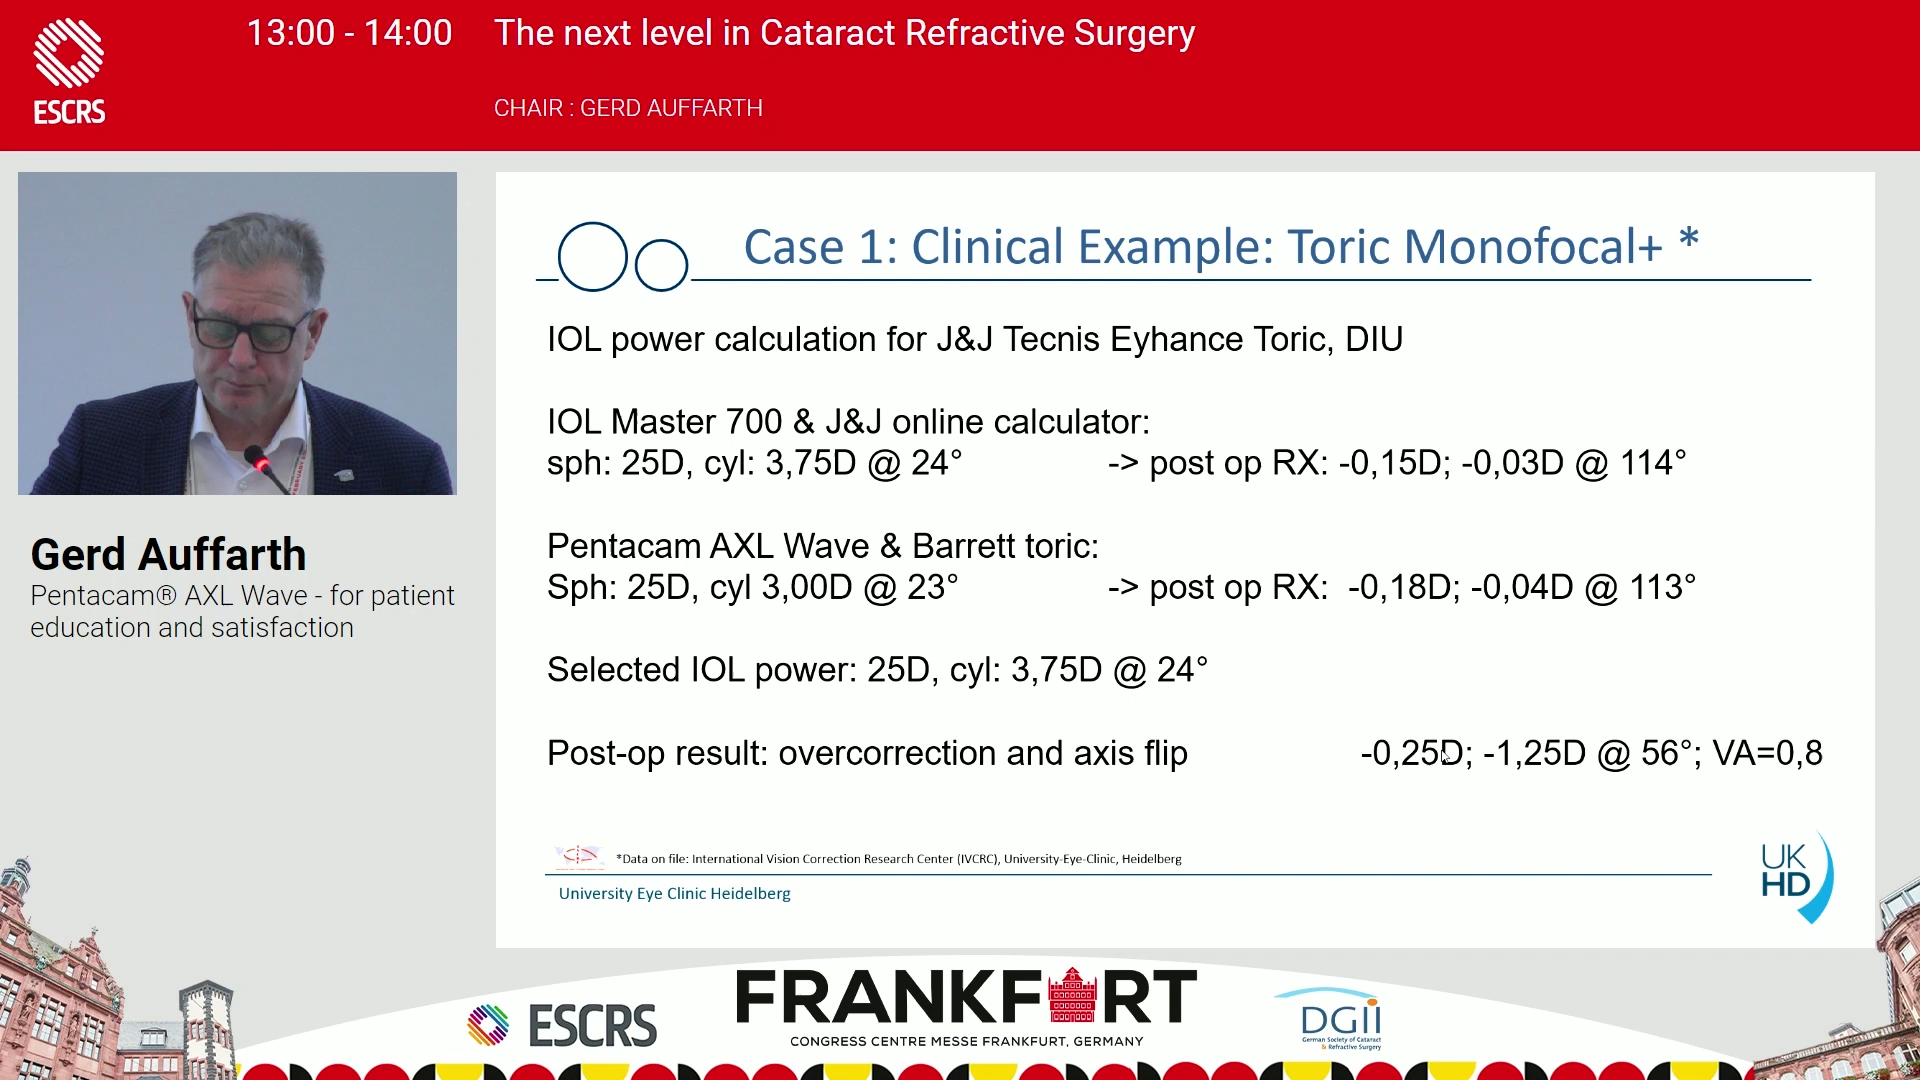 13:00 - 14:00 The next level in Cataract Refractive Surgery
CHAIR : GERD AUFFARTH
ESCRS
Case 1: Clinical Example: Toric Monofocal+ *
IOL power calculation for J&J Tecnis Eyhance Toric, DIU
IOL Master 700 & J&J online calculator:
sph: 25D, cyl: 3,75D @ 24° -> post op RX: -0,15D; -0,03D @ 114°
Pentacam AXL Wave & Barrett toric:
Sph: 25D, cyl 3,00D @ 23° -> post op RX: -0,18D; -0,04D @ 113°
Selected IOL power: 25D, cyl: 3,75D @ 24°
Post-op result: overcorrection and axis flip -0,25D; -1,25D @ 56°; VA=0,8
*Data on file: International Vision Correction Research Center (IVCRC), University-Eye-Clinic, Heidelberg
University Eye Clinic Heidelberg
UK
HD
Gerd Auffarth
Pentacam® AXL Wave - for patient
education and satisfaction
ESCRS
FRANKFURT
CONGRESS CENTRE MESSE FRANKFURT, GERMANY
DGII
German Society of Cataract
& Refractive Surgery